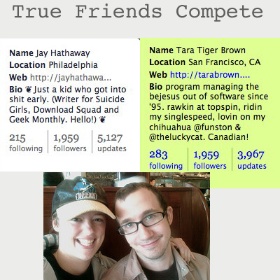 True Friends Compete
Name Jay Hathaway
Location Philadelphia
Web http://jayhathawa...
Bio ❦ Just a kid who got into
shit early. (Writer for Suicide
Girls, Download Squad and
Geek Monthly. Hello!) ❦
215 1,959 5,127
following followers updates
Name Tara Tiger Brown
Location San Francisco, CA
Web http://tarabrown....
Bio program managing the
bejesus out of software since
'95. rawkin at topspin, ridin
my singlespeed, lovin on my
chihuahua @funston &
@theluckycat. Canadian!
283 1,959 3,967
following followers updates